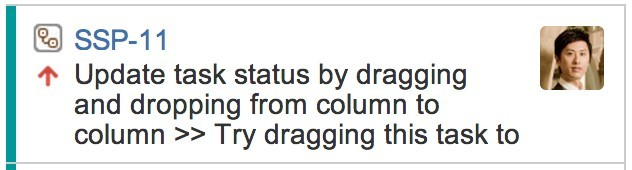 SSP-11
Update task status by dragging
and dropping from column to
column >> Try dragging this task to